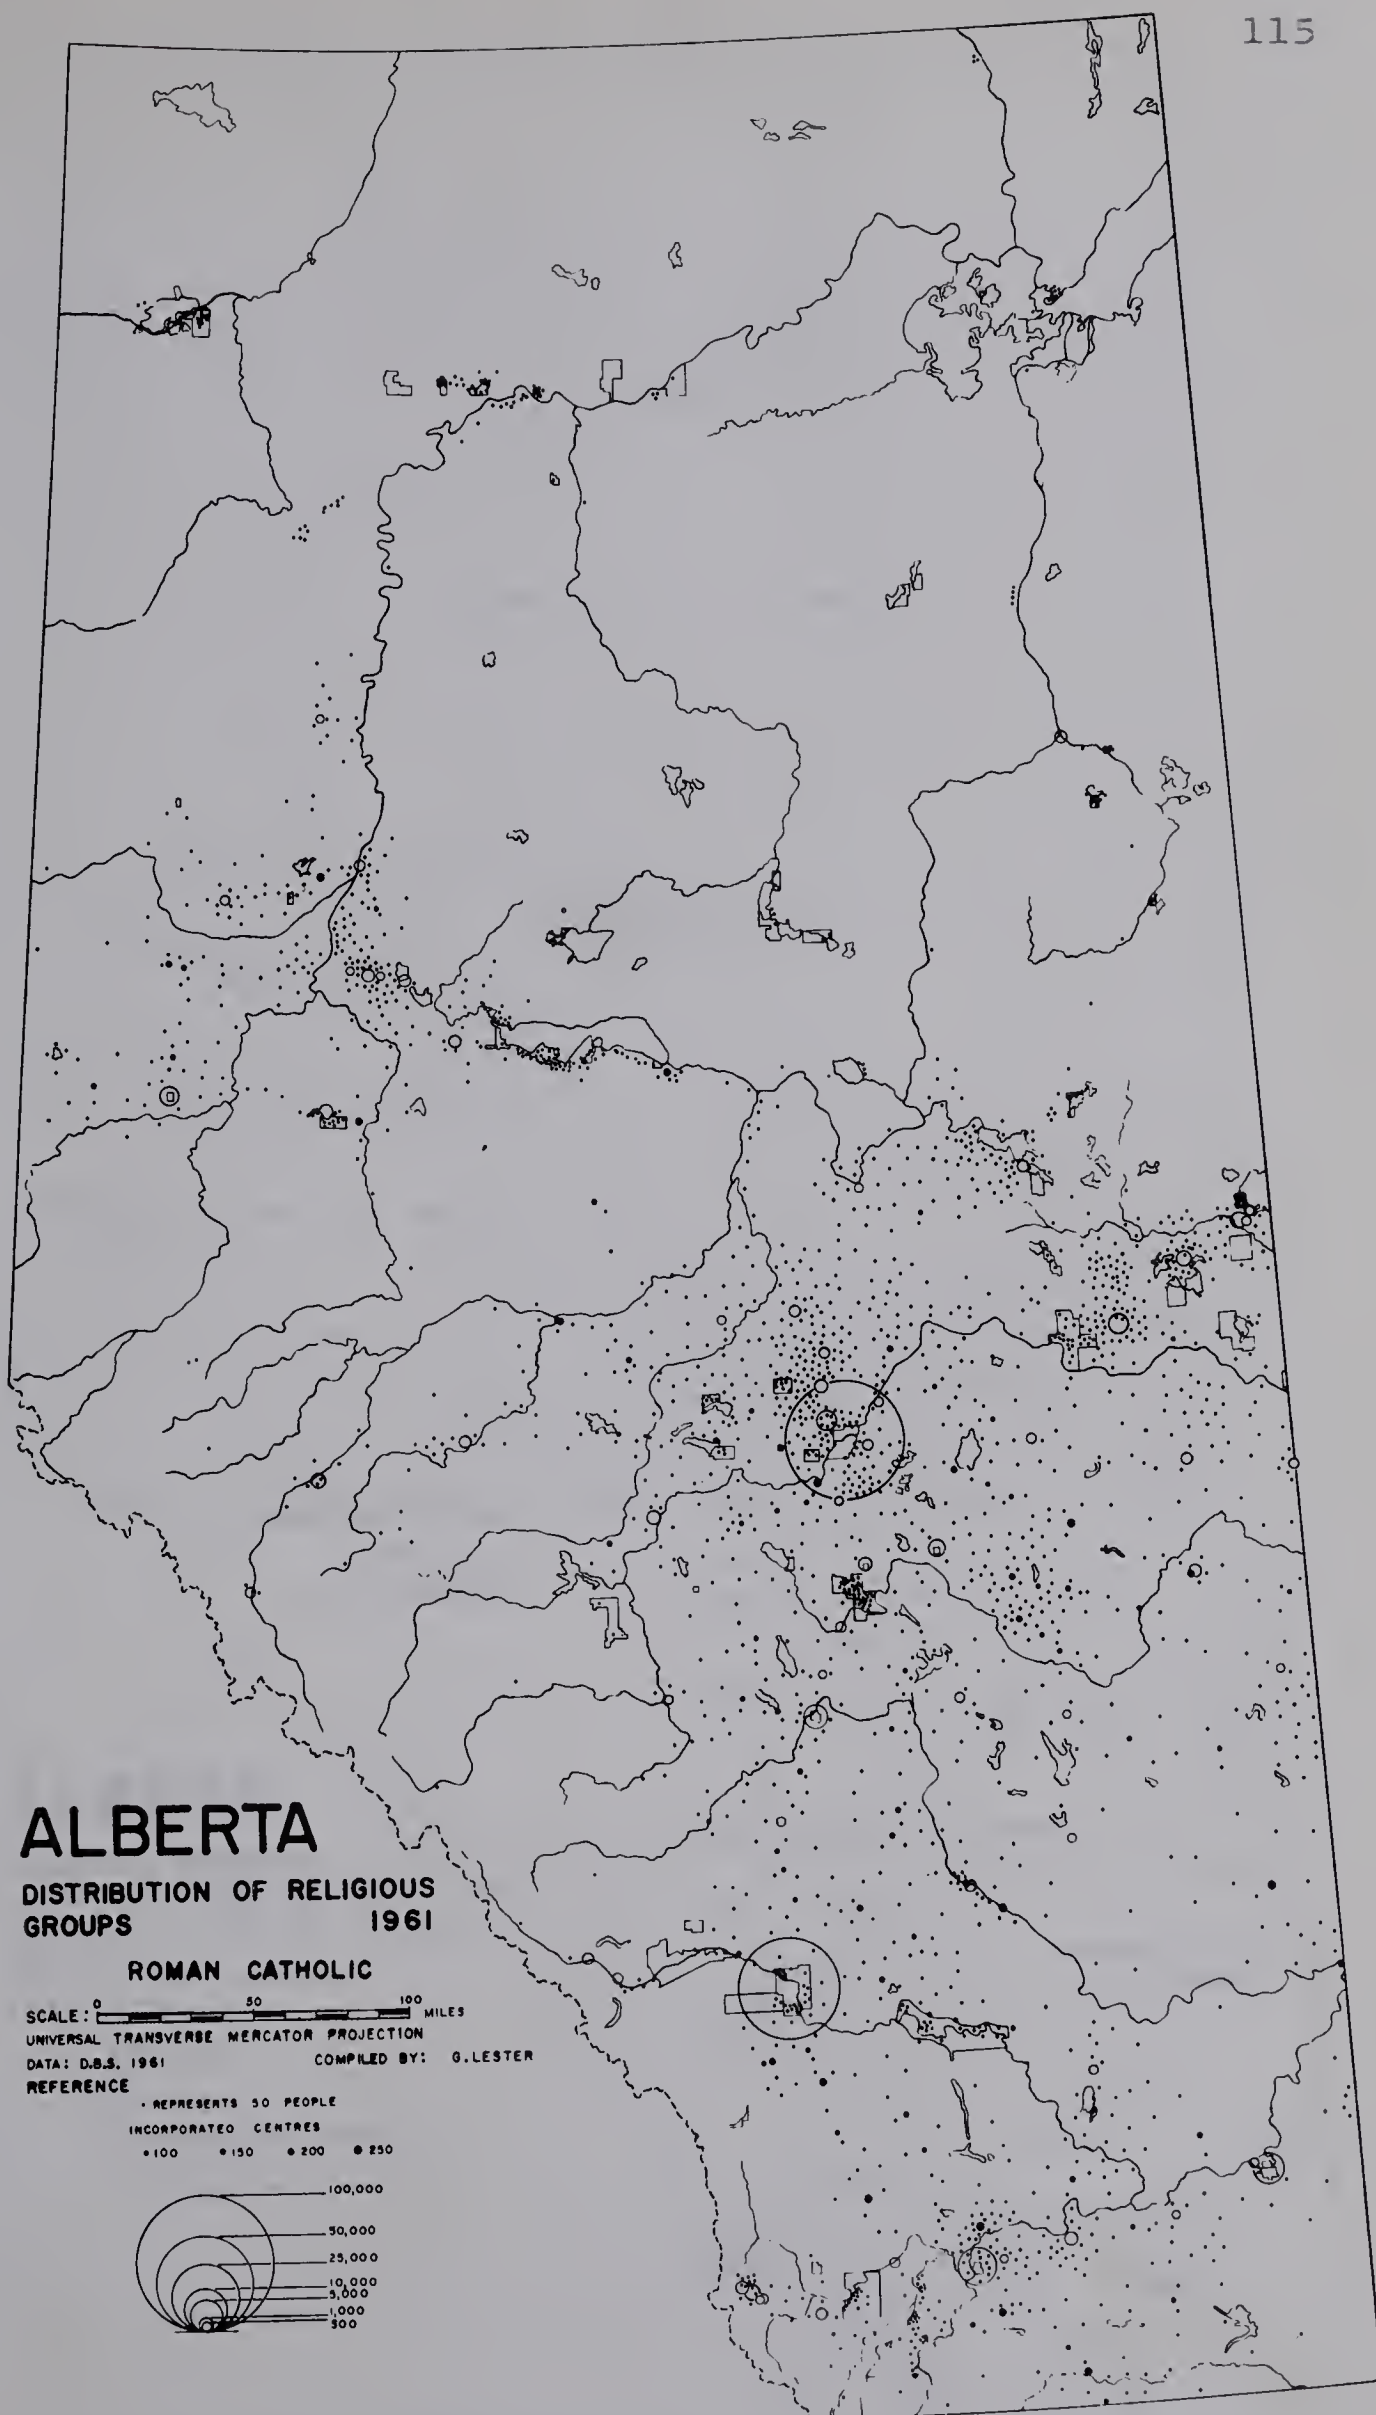 115
ALBERTA
DISTRIBUTION OF RELIGIOUS
GROUPS 1961
ROMAN CATHOLIC
0 50 100
SCALE: MILES
UNIVERSAL TRANSVERSE MERCATOR PROJECTION
DATA: D.B.S. 1961 COMPILED BY: G. LESTER
REFERENCE
• REPRESENTS 50 PEOPLE
INCORPORATED CENTRES
•100 •150 •200 •250
100,000
50,000
25,000
10,000
5,000
1,000
500